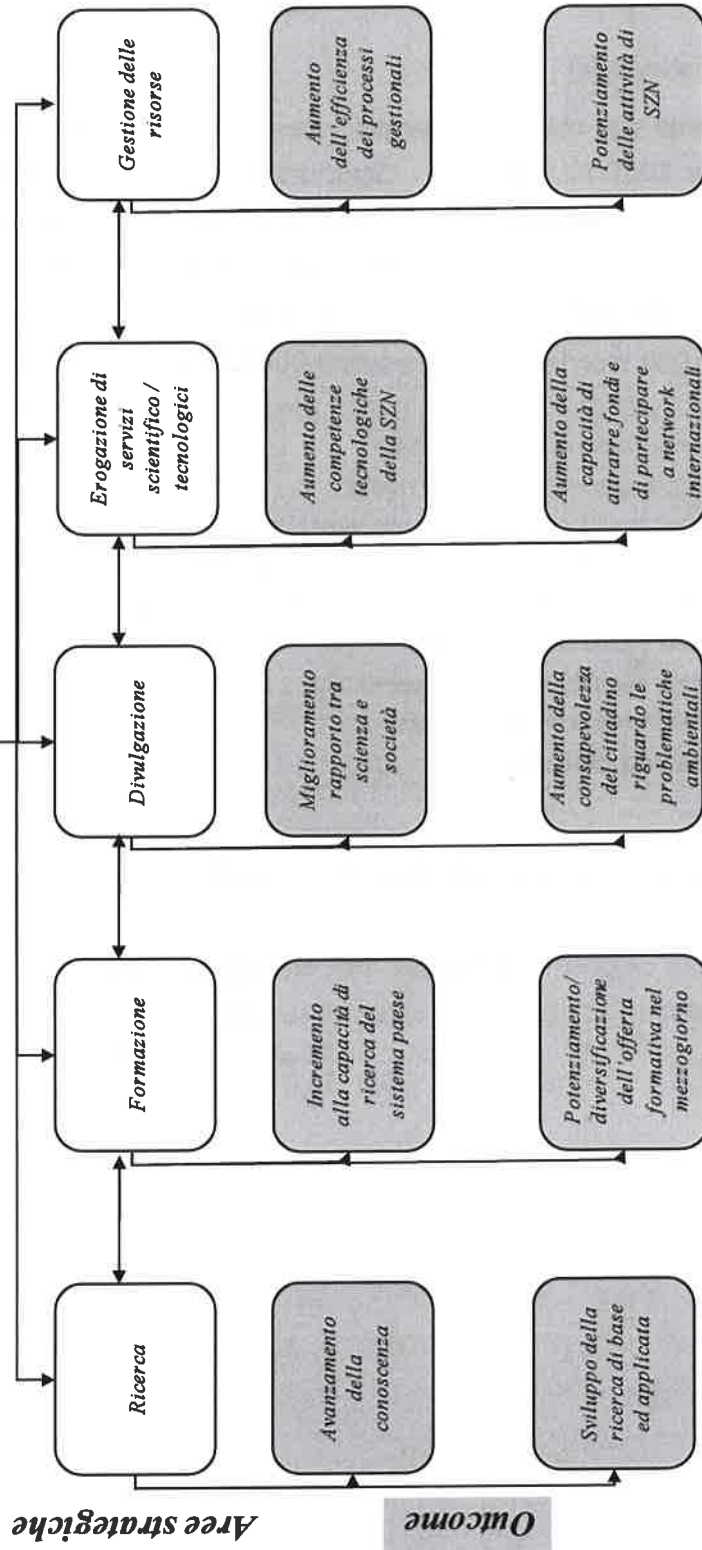 Aree strategiche
Ricerca
Formazione
Divulgazione
Erogazione di
servizi
scientifico /
tecnologici
Gestione delle
risorse
Outcome
Avanzamento
della
conoscenza
Incremento
alla capacità di
ricerca del
sistema paese
Miglioramento
rapporto tra
scienza e
società
Aumento delle
competenze
tecnologiche
della SZN
Aumento
dell'efficienza
dei processi
gestionali
Sviluppo della
ricerca di base
ed applicata
Potenziamento/
diversificazione
dell'offerta
formativa nel
mezzogiorno
Aumento della
consapevolezza
del cittadino
riguardo le
problematiche
ambientali
Aumento della
capacità di
attrarre fondi e
di partecipare
a network
internazionali
Potenziamento
delle attività di
SZN